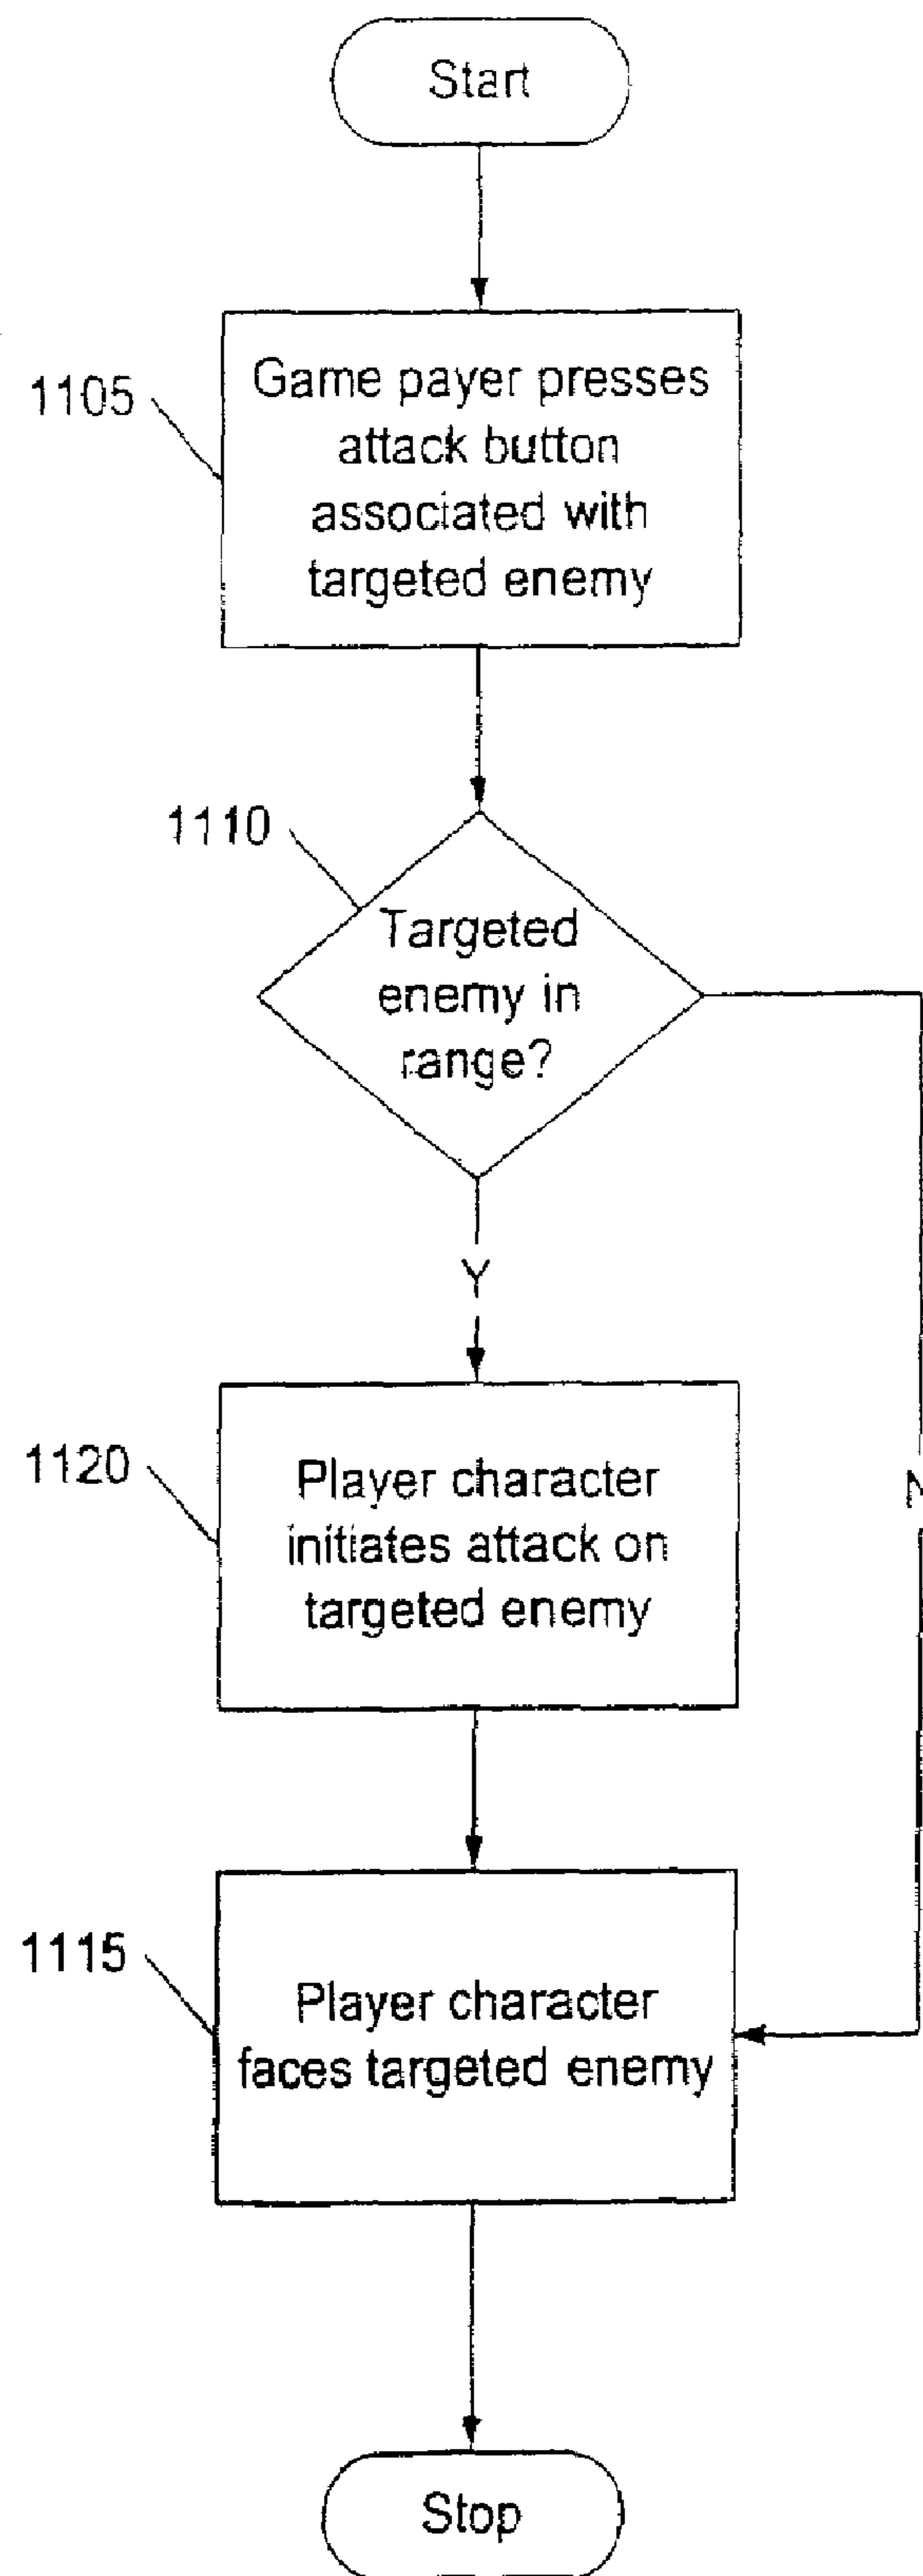 Start
1105
Game payer presses
attack button
associated with
targeted enemy
1110
Targeted
enemy in
range?
Y
1120
Player character
initiates attack on
targeted enemy
N
1115
Player character
faces targeted enemy
Stop